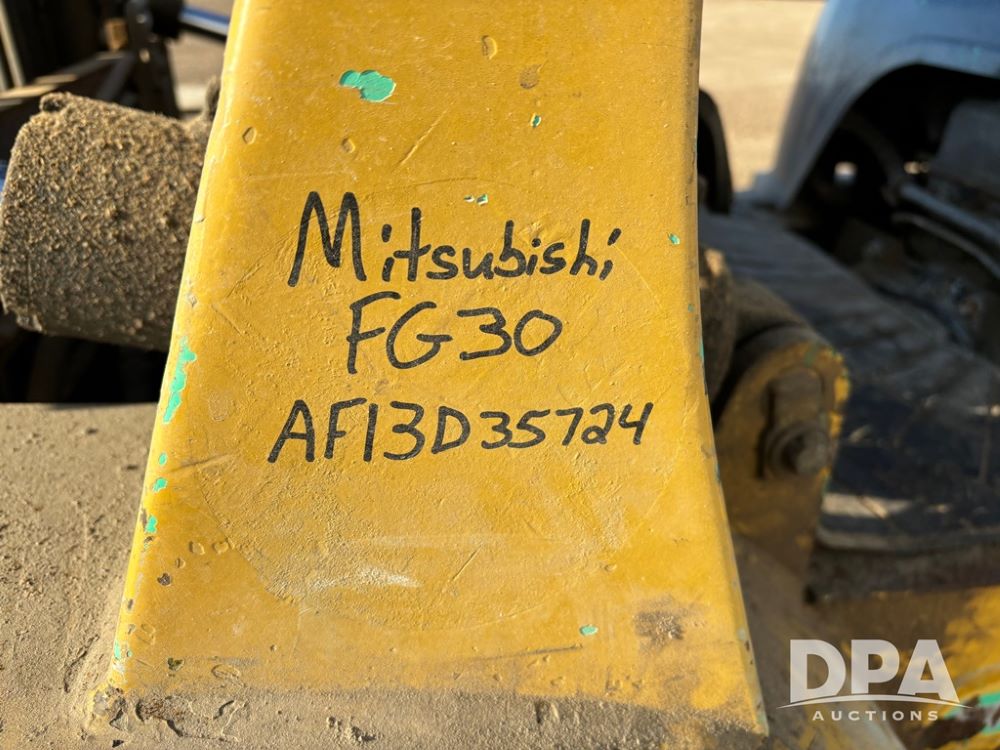 Mitsubishi
FG30
AF13D35724
DPA
AUCTIONS